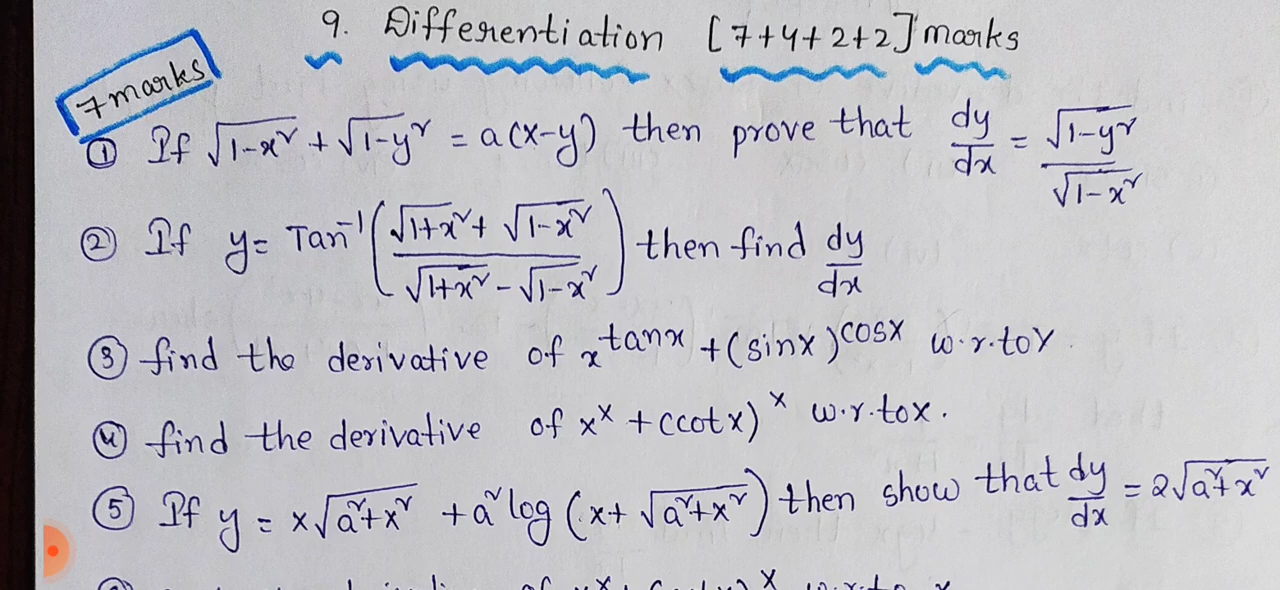 9. Differentiation [7+4+2+2] marks
7 marks
① If √(1-x²) + √(1-y²) = a(x-y) then prove that dy/dx = √(1-y²)/√(1-x²)
② If y = Tan⁻¹((√(1+x²) + √(1-x²))/(√(1+x²) - √(1-x²))) then find dy/dx
③ find the derivative of x^tanx + (sinx)^cosx w.r.to x.
④ find the derivative of x^x + (cotx)^x w.r.to x.
⑤ If y = x√(a²+x²) + a² log (x+√(a²+x²)) then show that dy/dx = 2√(a²+x²)